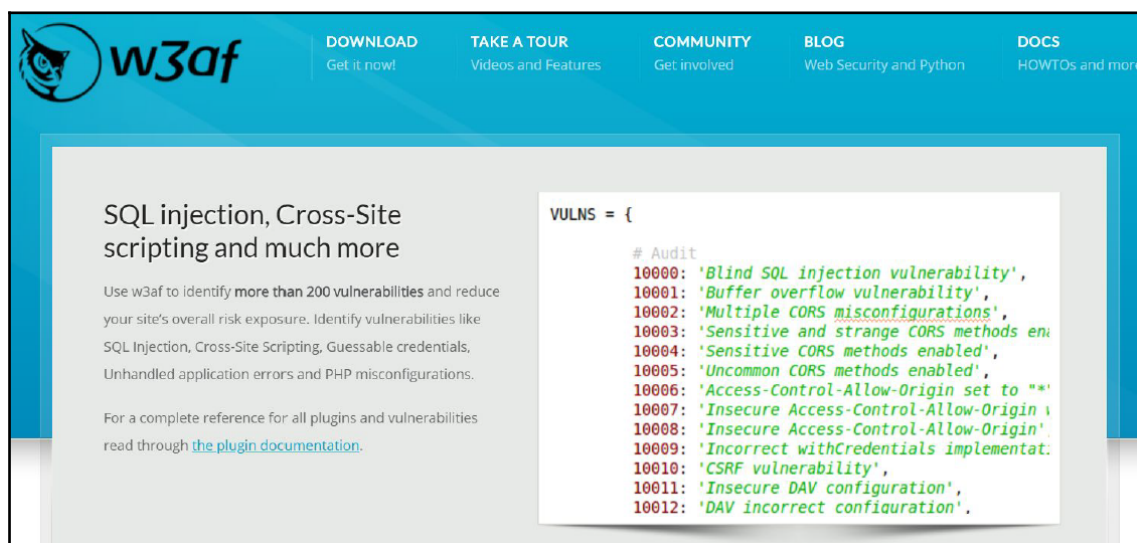 w3af
DOWNLOAD
Get it now!
TAKE A TOUR
Videos and Features
COMMUNITY
Get involved
BLOG
Web Security and Python
DOCS
HOWTOs and more
SQL injection, Cross-Site
scripting and much more
Use w3af to identify more than 200 vulnerabilities and reduce
your site's overall risk exposure. Identify vulnerabilities like
SQL Injection, Cross-Site Scripting, Guessable credentials,
Unhandled application errors and PHP misconfigurations.
For a complete reference for all plugins and vulnerabilities
read through the plugin documentation.
VULNS = {
# Audit
10000: 'Blind SQL injection vulnerability',
10001: 'Buffer overflow vulnerability',
10002: 'Multiple CORS misconfigurations',
10003: 'Sensitive and strange CORS methods
10004: 'Sensitive CORS methods enabled',
10005: 'Uncommon CORS methods enabled',
10006: 'Access-Control-Allow-Origin set to "*"
10007: 'Insecure Access-Control-Allow-Origin
10008: 'Insecure Access-Control-Allow-Origin'
10009: 'Incorrect withCredentials
10010: 'CSRF vulnerability',
10011: 'Insecure DAV configuration',
10012: 'DAV incorrect configuration',